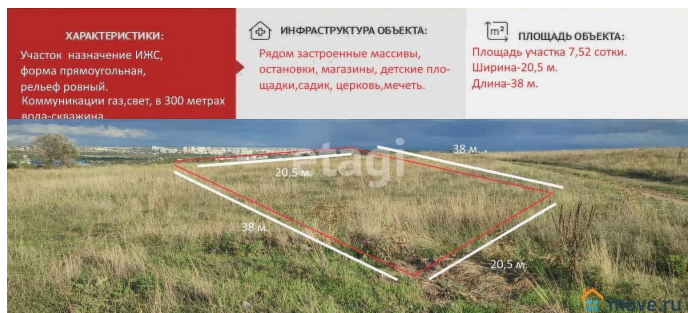 ХАРАКТЕРИСТИКИ:
Участок назначение ИЖС,
форма прямоугольная,
рельеф ровный.
Коммуникации газ,свет, в 300 метрах
вода-скважина
ИНФРАСТРУКТУРА ОБЪЕКТА:
Рядом застроенные массивы,
остановки, магазины, детские пло-
щадки,садик, церковь,мечеть.
m²
ПЛОЩАДЬ ОБЪЕКТА:
Площадь участка 7,52 сотки.
Ширина-20,5 м.
Длина-38 м.
38 м.
20,5 м.
etagi
38 м.
20,5 м.
move.ru